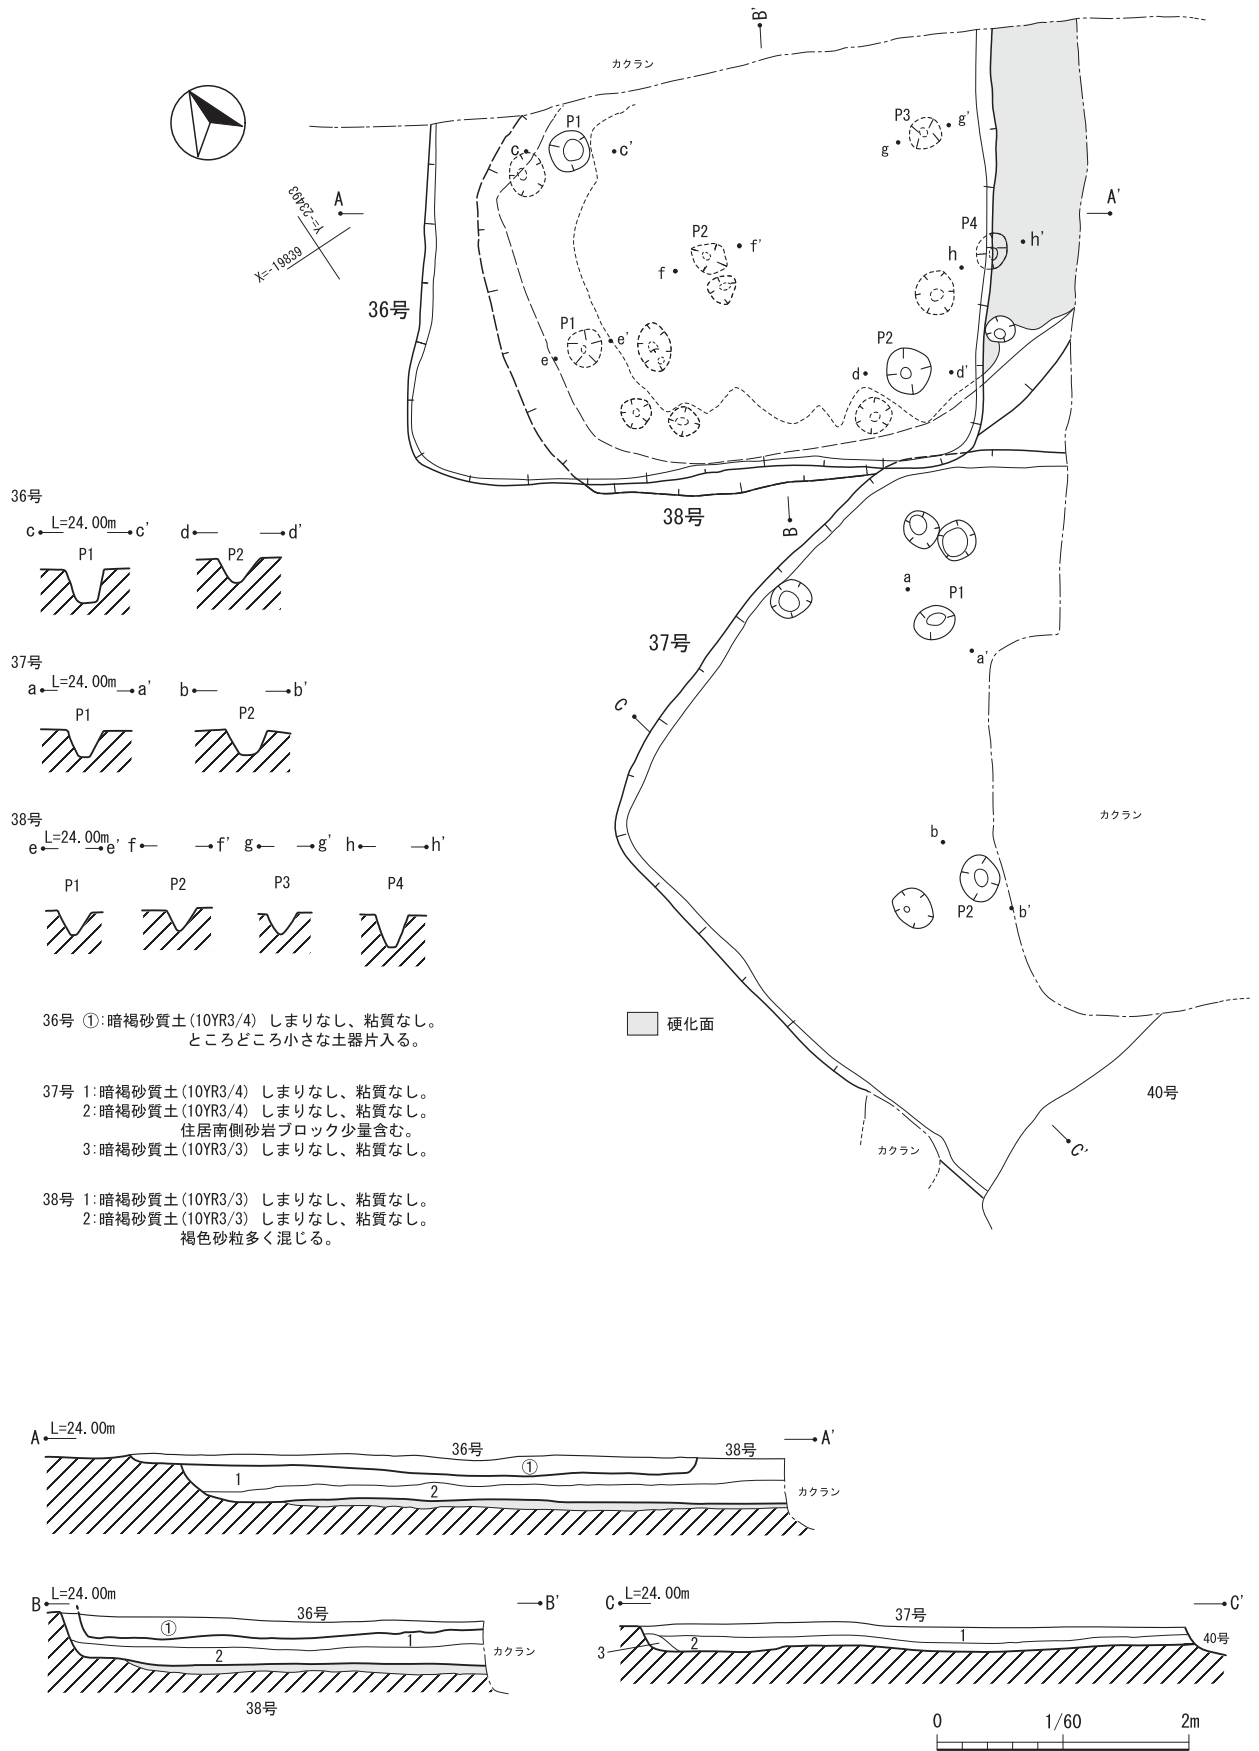 B'
カクラン
P1
c
c'
P3
g'
g
A
A'
Y=-23493
X=-19839
P2
f'
f
P4
h'
h
36号
P1
e'
e
P2
d
d'
38号
B
a
P1
a'
37号
C
カクラン
b
P2
b'
硬化面
40号
カクラン
C'
36号
c L=24.00m c' d d'
P1 P2
37号
a L=24.00m a' b b'
P1 P2
38号
e L=24.00m e' f f' g g' h h'
P1 P2 P3 P4
36号 ①:暗褐砂質土(10YR3/4) しまりなし、粘質なし。
ところどころ小さな土器片入る。
37号 1:暗褐砂質土(10YR3/4) しまりなし、粘質なし。
2:暗褐砂質土(10YR3/4) しまりなし、粘質なし。
住居南側砂岩ブロック少量含む。
3:暗褐砂質土(10YR3/3) しまりなし、粘質なし。
38号 1:暗褐砂質土(10YR3/3) しまりなし、粘質なし。
2:暗褐砂質土(10YR3/3) しまりなし、粘質なし。
褐色砂粒多く混じる。
A L=24.00m A'
36号 38号
①
1
2
カクラン
B L=24.00m B'
36号
①
1
2
カクラン
38号
C L=24.00m C'
37号
1
2
3
40号
0 1/60 2m